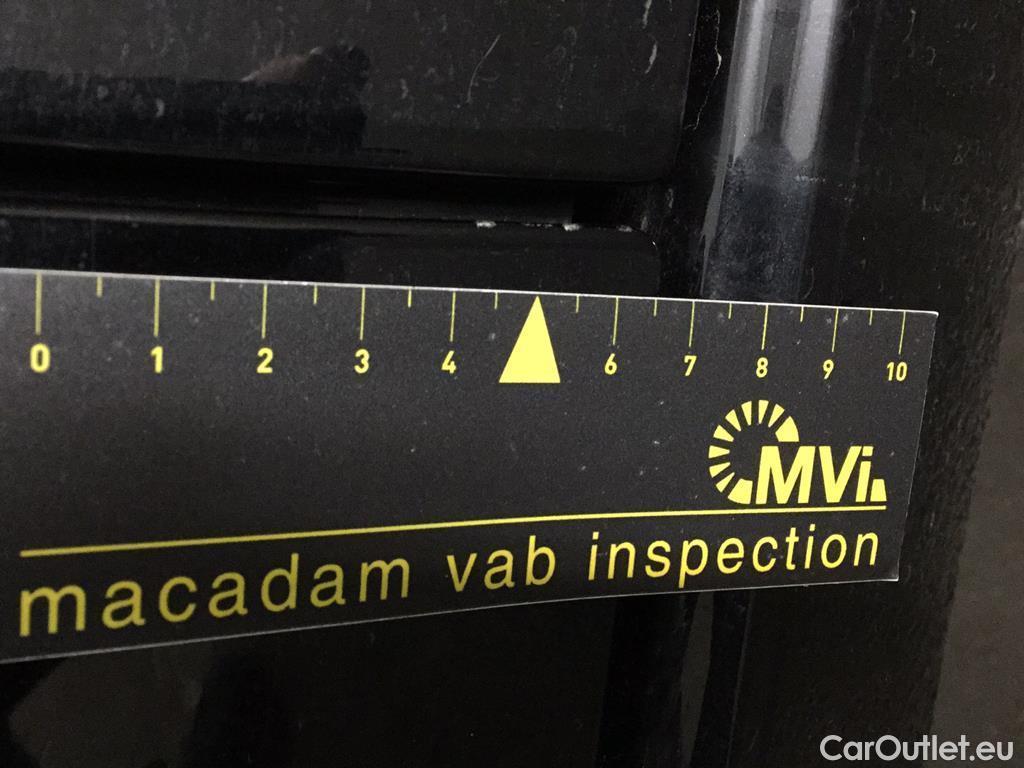 0 1 2 3 4 6 7 8 9 10
MVi
macadam vab inspection
CarOutlet.eu